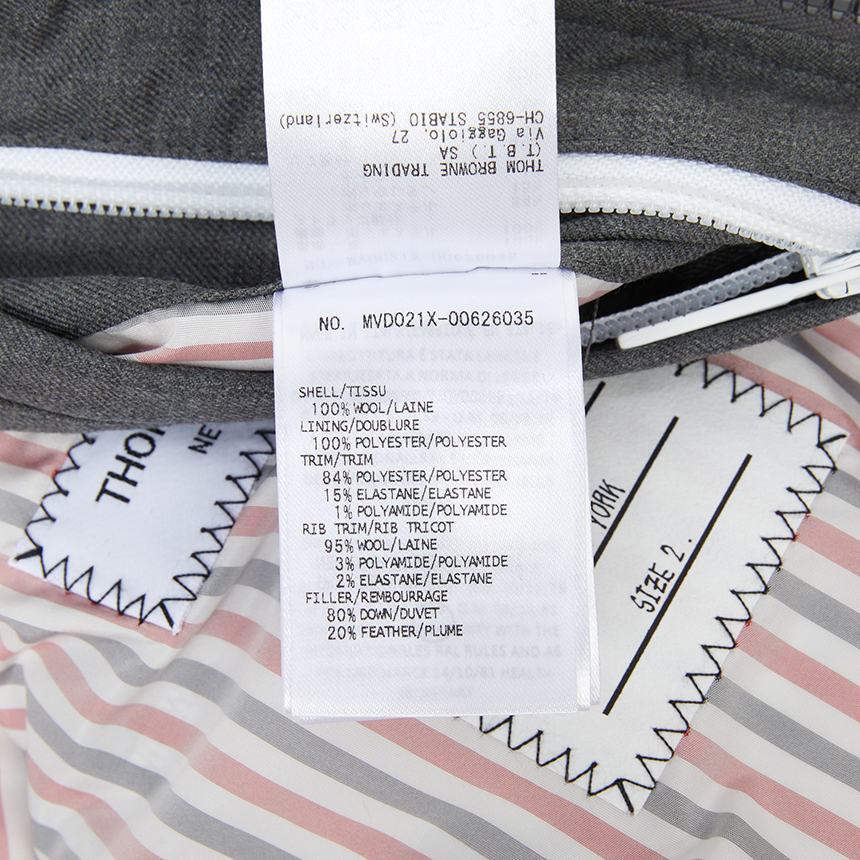 THOM BROWNE TRADING
(T.B.T.) SA
Via Gaggiolo, 27
CH-6855 STABIO (Switzerland)
NO. MVD021X-00626035
SHELL/TISSU
100% WOOL/LAINE
LINING/DOUBLURE
100% POLYESTER/POLYESTER
TRIM/TRIM
84% POLYESTER/POLYESTER
15% ELASTANE/ELASTANE
1% POLYAMIDE/POLYAMIDE
RIB TRIM/RIB TRICOT
95% WOOL/LAINE
3% POLYAMIDE/POLYAMIDE
2% ELASTANE/ELASTANE
FILLER/REMBOURRAGE
80% DOWN/DUVET
20% FEATHER/PLUME
THO
NE
YORK
SIZE 2.